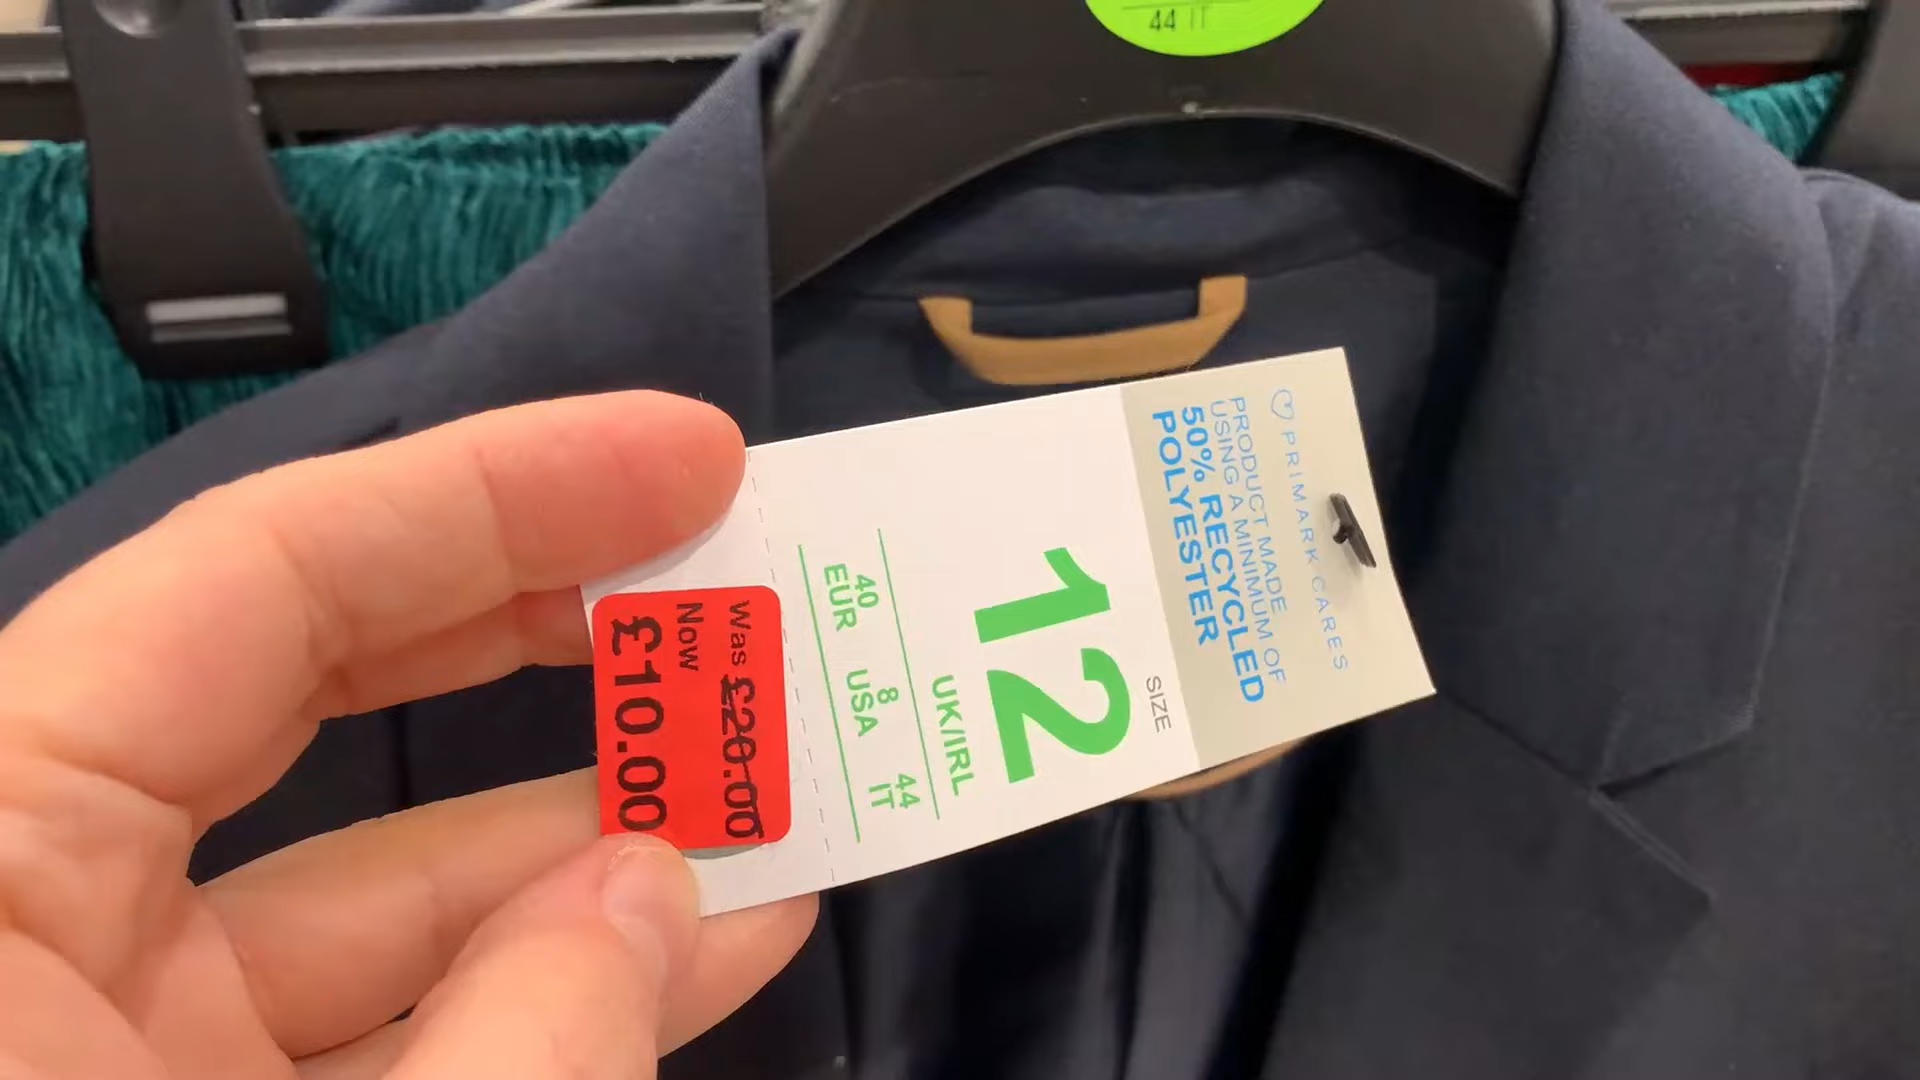 44 IT
PRIMARK CARES
PRODUCT MADE
USING A MINIMUM OF
50% RECYCLED
POLYESTER
SIZE
12
UK/IRL
40 8 44
EUR USA IT
Was £20.00
Now
£10.00